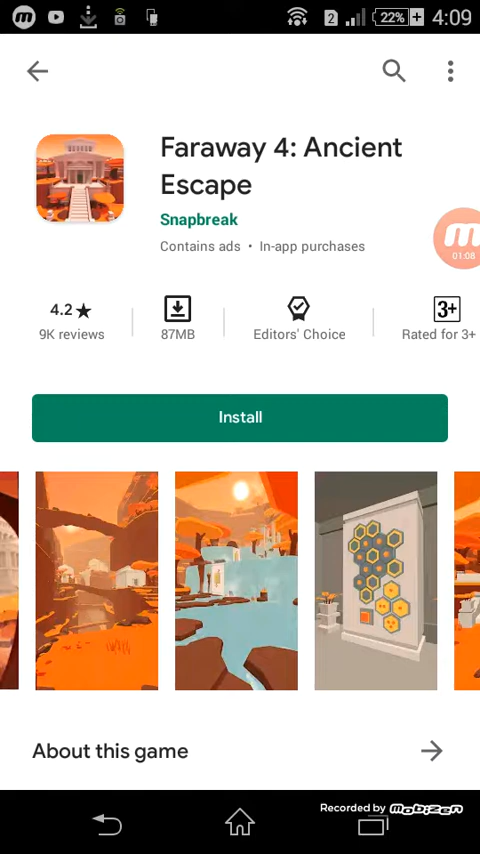 2 22% 4:09
Faraway 4: Ancient
Escape
Snapbreak
Contains ads • In-app purchases
01:08
4.2★
9K reviews
87MB
Editors' Choice
3+
Rated for 3+
Install
About this game
Recorded by Mobizen